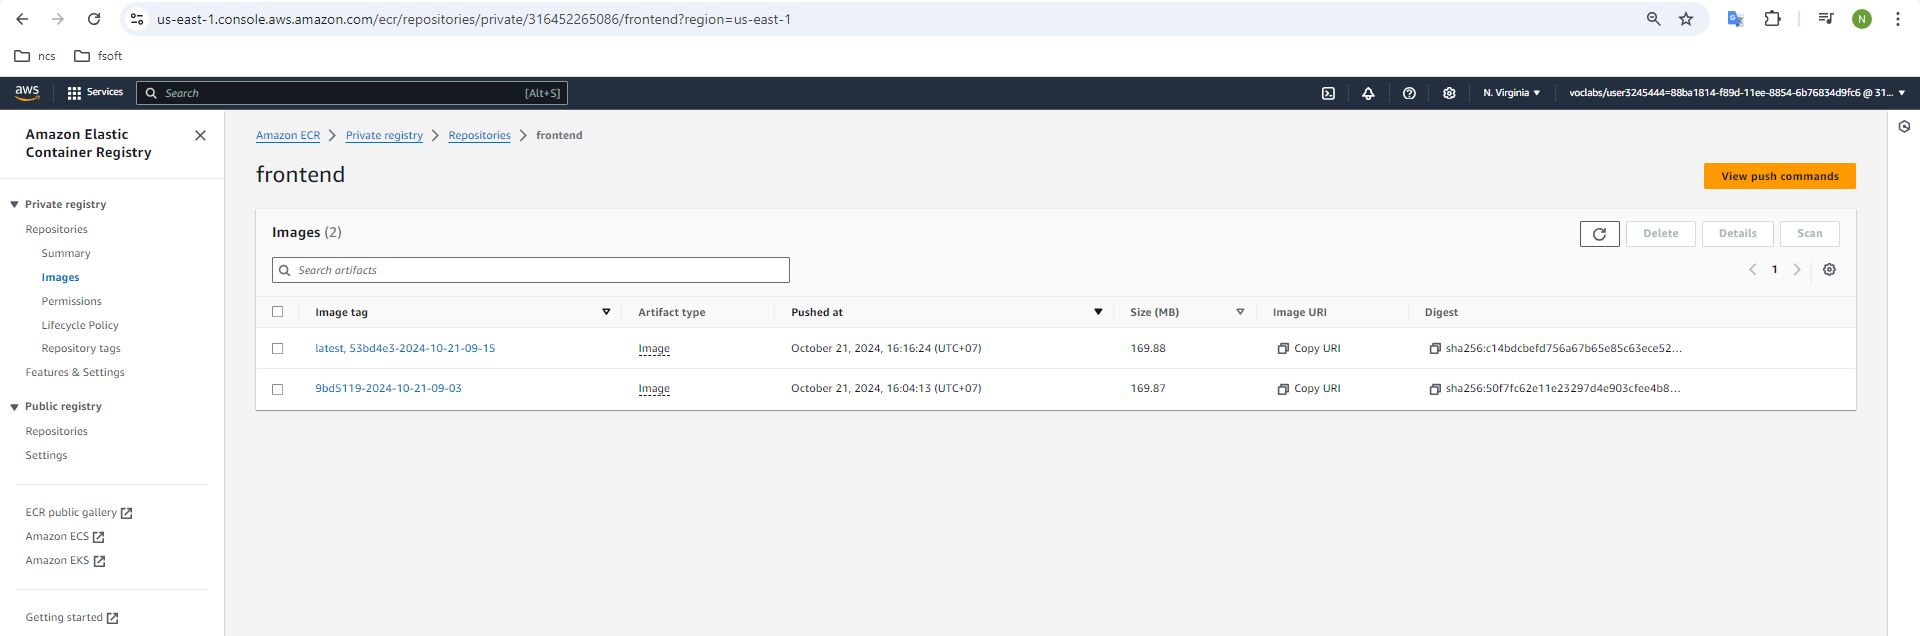 us-east-1.console.aws.amazon.com/ecr/repositories/private/316452265086/frontend?region=us-east-1
N
ncs fsoft
aws Services Search [Alt+S] N. Virginia voclabs/user3245444=88ba1814-f89d-11ee-8854-6b76834d9fc6 @ 31...
Amazon Elastic
Container Registry
Private registry
Repositories
Summary
Images
Permissions
Lifecycle Policy
Repository tags
Features & Settings
Public registry
Repositories
Settings
ECR public gallery
Amazon ECS
Amazon EKS
Getting started
Amazon ECR Private registry Repositories frontend
frontend
View push commands
Images (2)
Delete Details Scan
Search artifacts
1
Image tag Artifact type Pushed at Size (MB) Image URI Digest
latest, 53bd4e3-2024-10-21-09-15 Image October 21, 2024, 16:16:24 (UTC+07) 169.88 Copy URI sha256:c14bdcbefd756a67b65e85c63ece52...
9bd5119-2024-10-21-09-03 Image October 21, 2024, 16:04:13 (UTC+07) 169.87 Copy URI sha256:50f7fc62e11e23297d4e903cfee4b8...